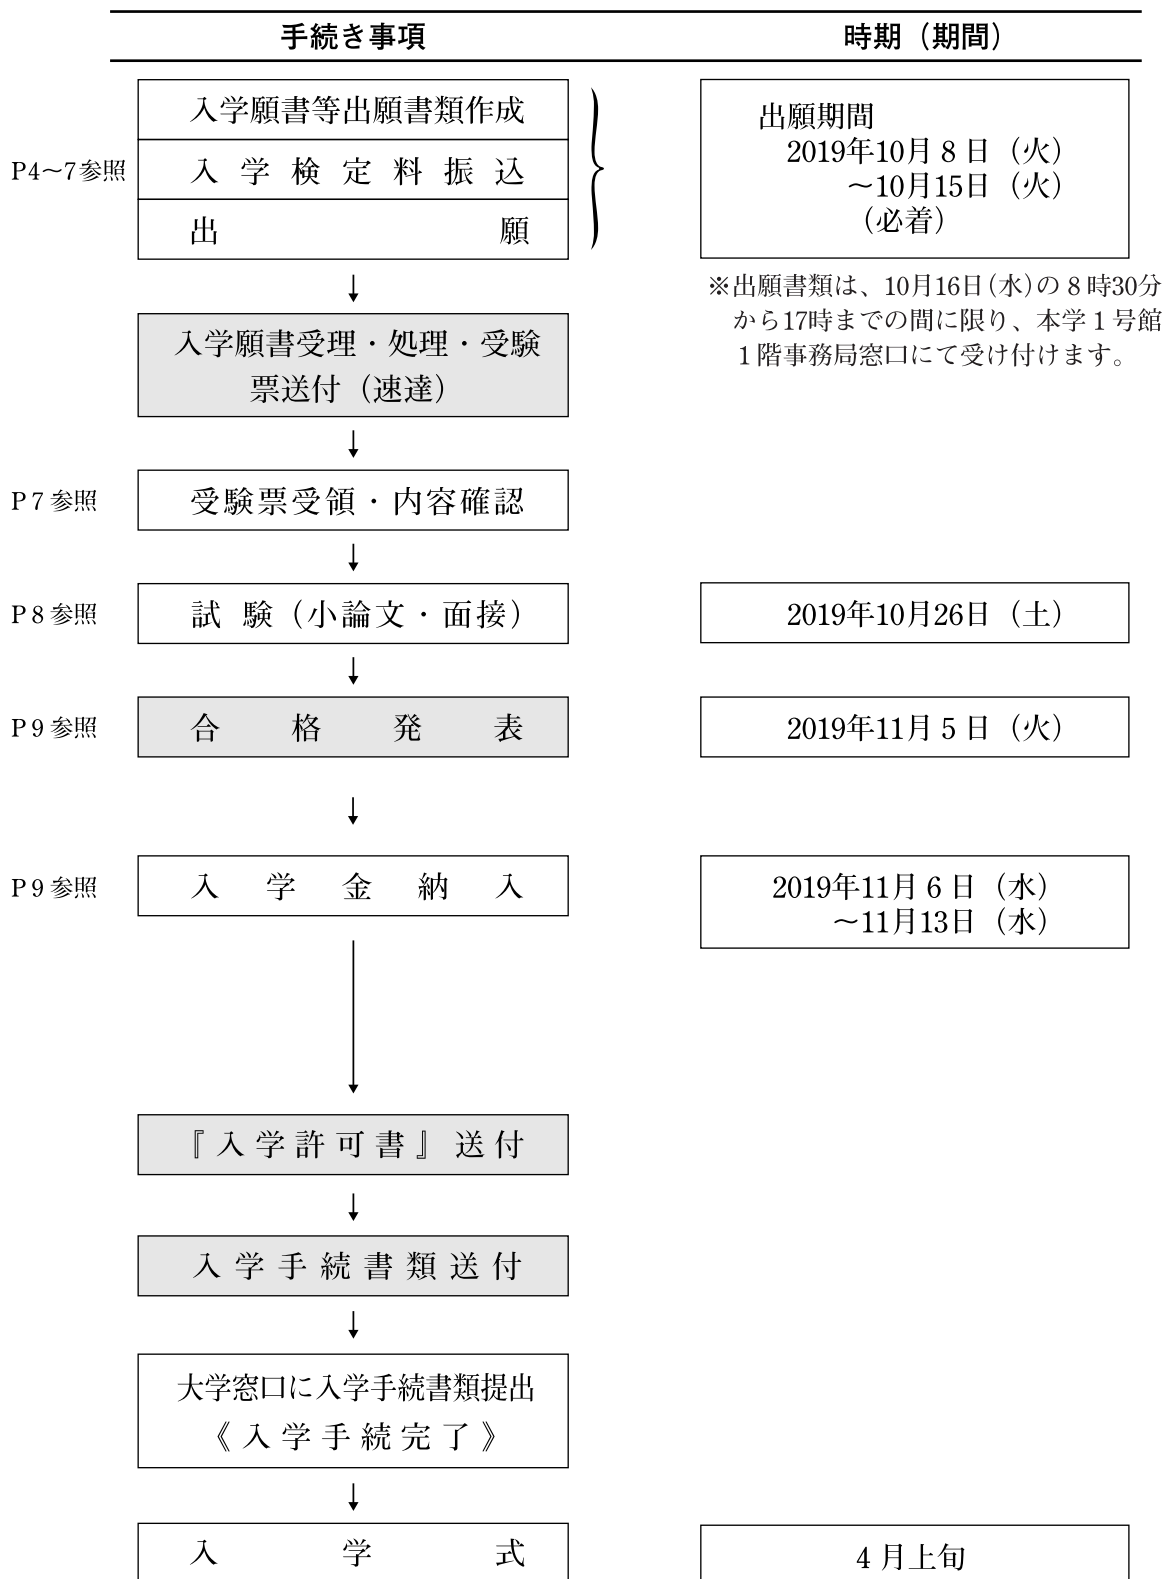 手続き事項
時期（期間）
P4～7参照
入学願書等出願書類作成
入学検定料振込
出願
出願期間
2019年10月8日（火）
～10月15日（火）
（必着）
※出願書類は、10月16日（水）の8時30分
から17時までの間に限り、本学1号館
1階事務局窓口にて受け付けます。
入学願書受理・処理・受験
票送付（速達）
P7参照
受験票受領・内容確認
P8参照
試験（小論文・面接）
2019年10月26日（土）
P9参照
合格発表
2019年11月5日（火）
P9参照
入学金納入
2019年11月6日（水）
～11月13日（水）
『入学許可書』送付
入学手続書類送付
大学窓口に入学手続書類提出
《入学手続完了》
入学式
4月上旬